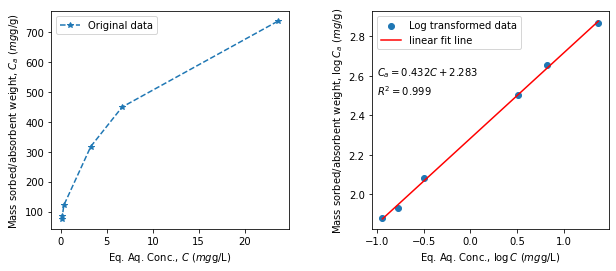 Original data
700
600
500
400
300
200
100
0
5
10
15
20
Mass sorbed/absorbent weight, Cₐ (mgg/g)
Eq. Aq. Conc., C (mgg/L)
Log transformed data
linear fit line
Cₐ = 0.432C + 2.283
R² = 0.999
2.8
2.6
2.4
2.2
2.0
−1.0
−0.5
0.0
0.5
1.0
Mass sorbed/absorbent weight, log Cₐ (mg/g)
Eq. Aq. Conc., log C (mgg/L)